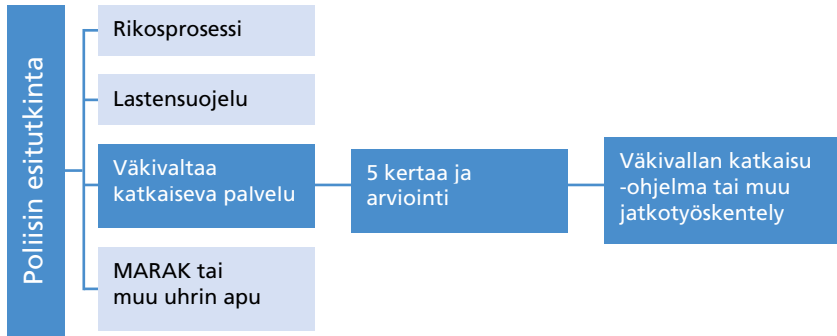 Poliisin esitutkinta
Rikosprosessi
Lastensuojelu
Väkivaltaa
katkaiseva palvelu
5 kertaa ja
arviointi
Väkivallan katkaisu
-ohjelma tai muu
jatkotyöskentely
MARAK tai
muu uhrin apu